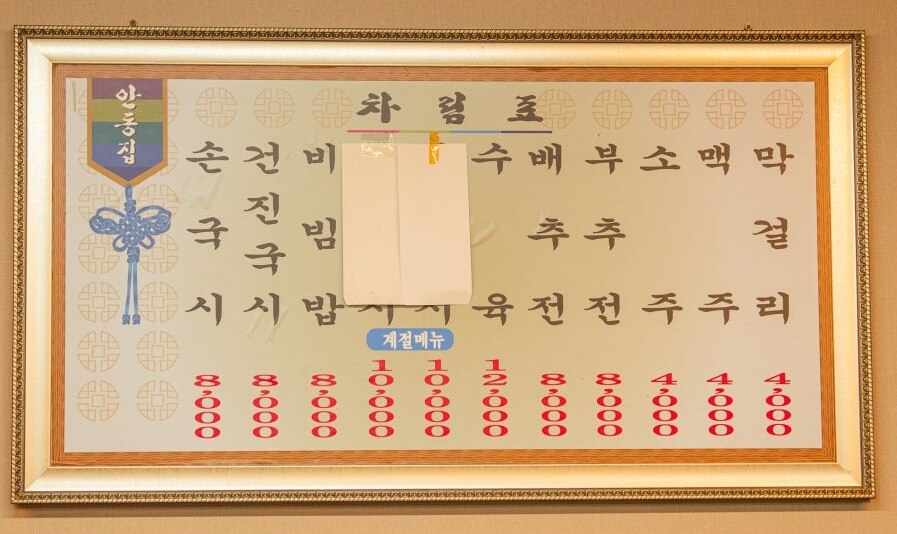 안동집
차림표
손국시 8,000
건진국시 8,000
비빔밥 8,000
시 10,000
시 10,000
계절메뉴
수육 12,000
배추전 8,000
부추전 8,000
소주 4,000
맥주 4,000
막걸리 4,000